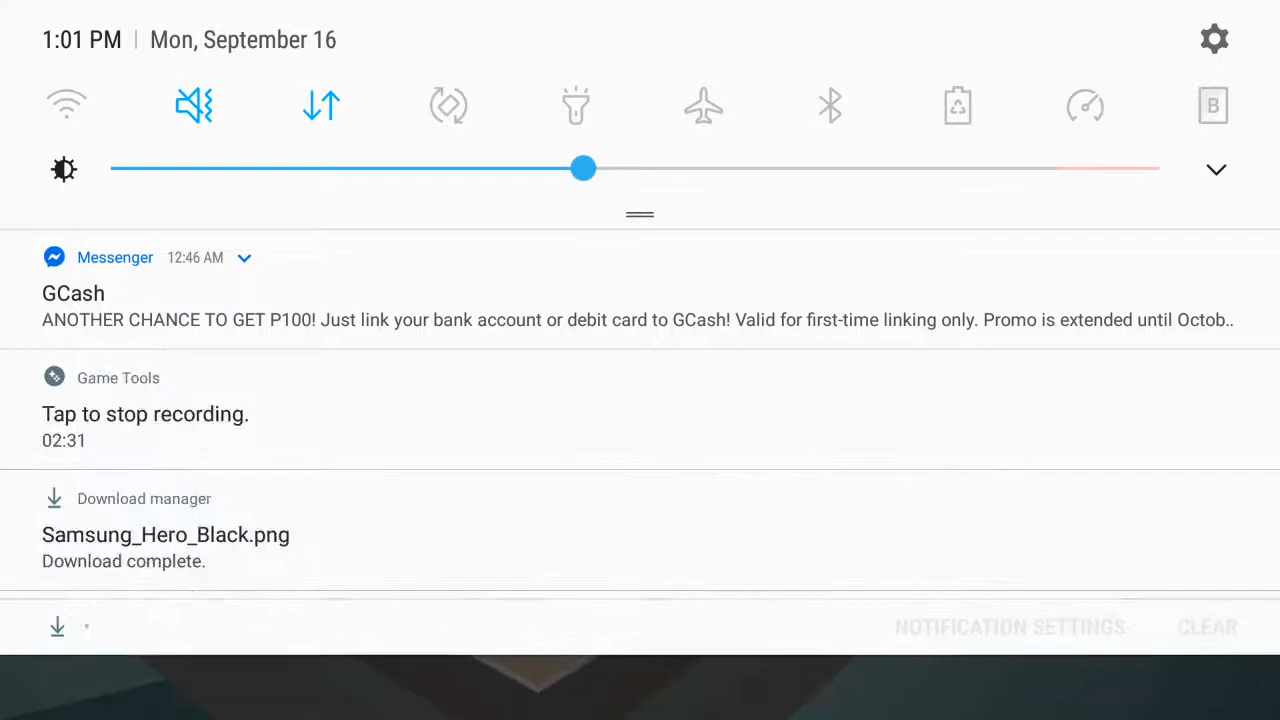 1:01 PM | Mon, September 16
B
Messenger 12:46 AM
GCash
ANOTHER CHANCE TO GET P100! Just link your bank account or debit card to GCash! Valid for first-time linking only. Promo is extended until Octob..
Game Tools
Tap to stop recording.
02:31
Download manager
Samsung_Hero_Black.png
Download complete.
NOTIFICATION SETTINGS CLEAR